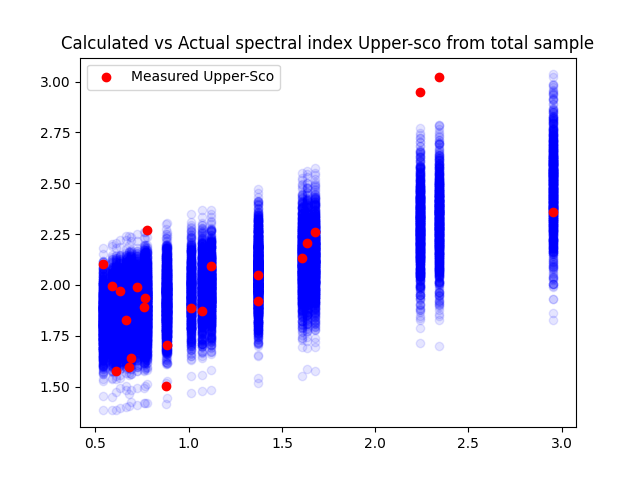 Calculated vs Actual spectral index Upper-sco from total sample
Measured Upper-Sco
3.00
2.75
2.50
2.25
2.00
1.75
1.50
0.5 1.0 1.5 2.0 2.5 3.0